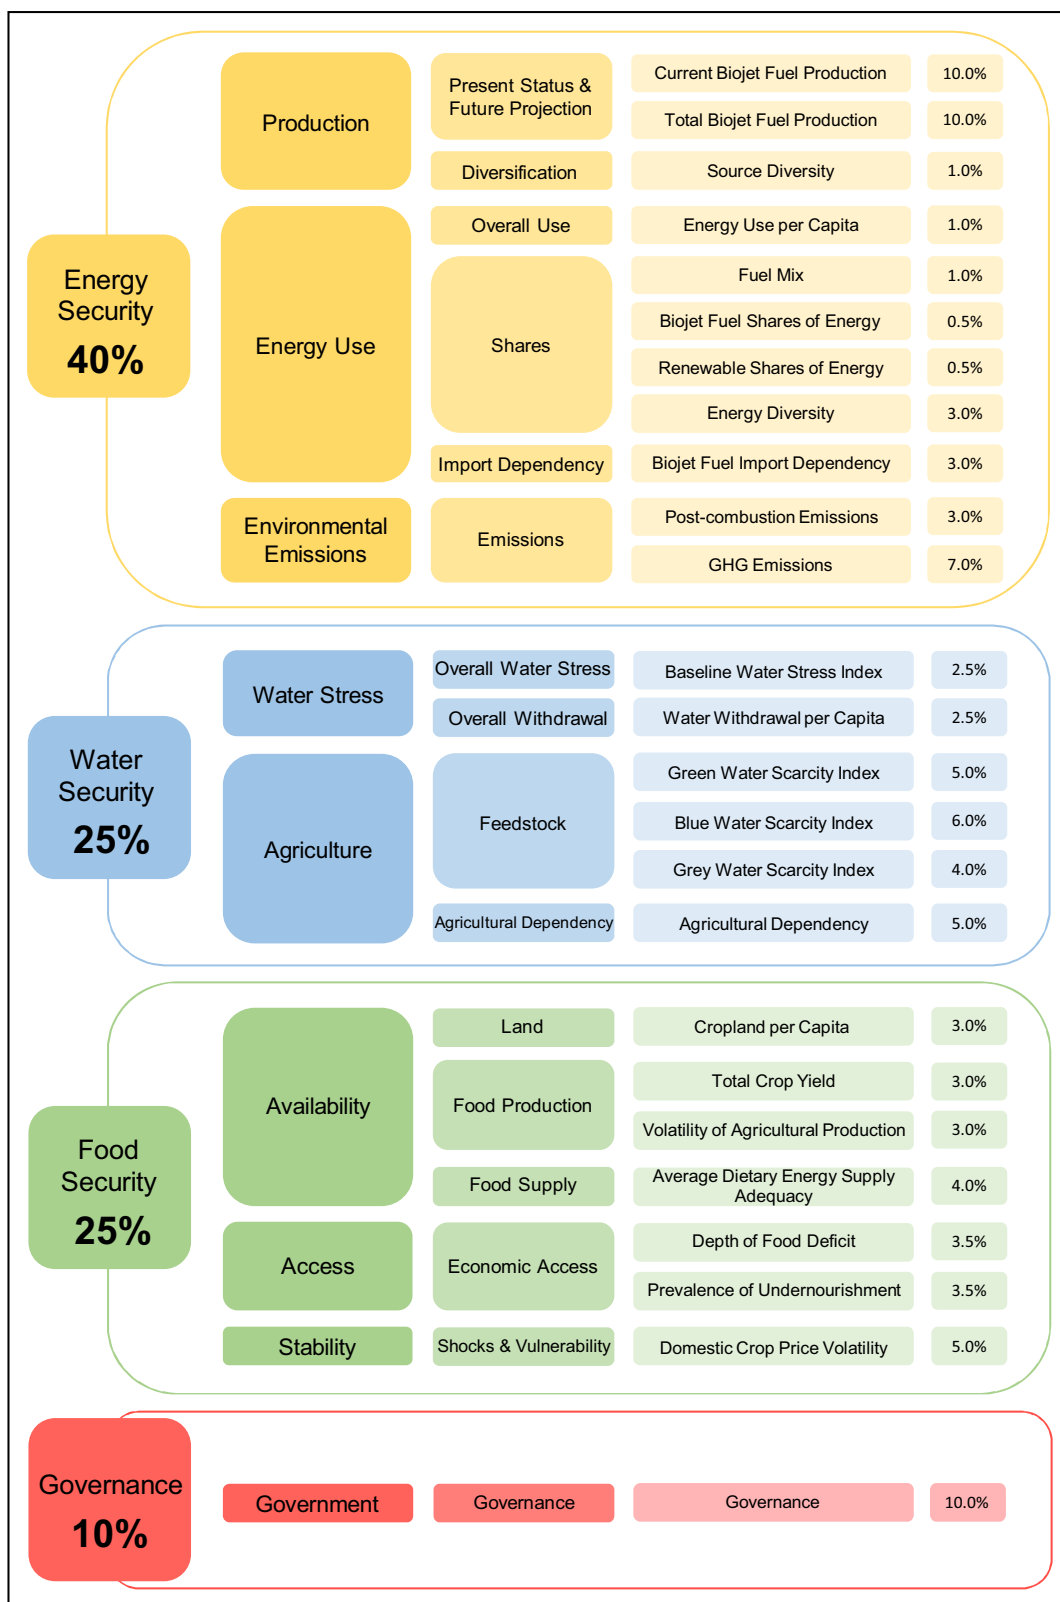 Energy
Security
40%
Production
Present Status &
Future Projection
Current Biojet Fuel Production
10.0%
Total Biojet Fuel Production
10.0%
Diversification
Source Diversity
1.0%
Energy Use
Overall Use
Energy Use per Capita
1.0%
Shares
Fuel Mix
1.0%
Biojet Fuel Shares of Energy
0.5%
Renewable Shares of Energy
0.5%
Energy Diversity
3.0%
Import Dependency
Biojet Fuel Import Dependency
3.0%
Environmental
Emissions
Emissions
Post-combustion Emissions
3.0%
GHG Emissions
7.0%
Water
Security
25%
Water Stress
Overall Water Stress
Baseline Water Stress Index
2.5%
Overall Withdrawal
Water Withdrawal per Capita
2.5%
Agriculture
Feedstock
Green Water Scarcity Index
5.0%
Blue Water Scarcity Index
6.0%
Grey Water Scarcity Index
4.0%
Agricultural Dependency
Agricultural Dependency
5.0%
Food
Security
25%
Availability
Land
Cropland per Capita
3.0%
Food Production
Total Crop Yield
3.0%
Volatility of Agricultural Production
3.0%
Food Supply
Average Dietary Energy Supply
Adequacy
4.0%
Access
Economic Access
Depth of Food Deficit
3.5%
Prevalence of Undernourishment
3.5%
Stability
Shocks & Vulnerability
Domestic Crop Price Volatility
5.0%
Governance
10%
Government
Governance
Governance
10.0%